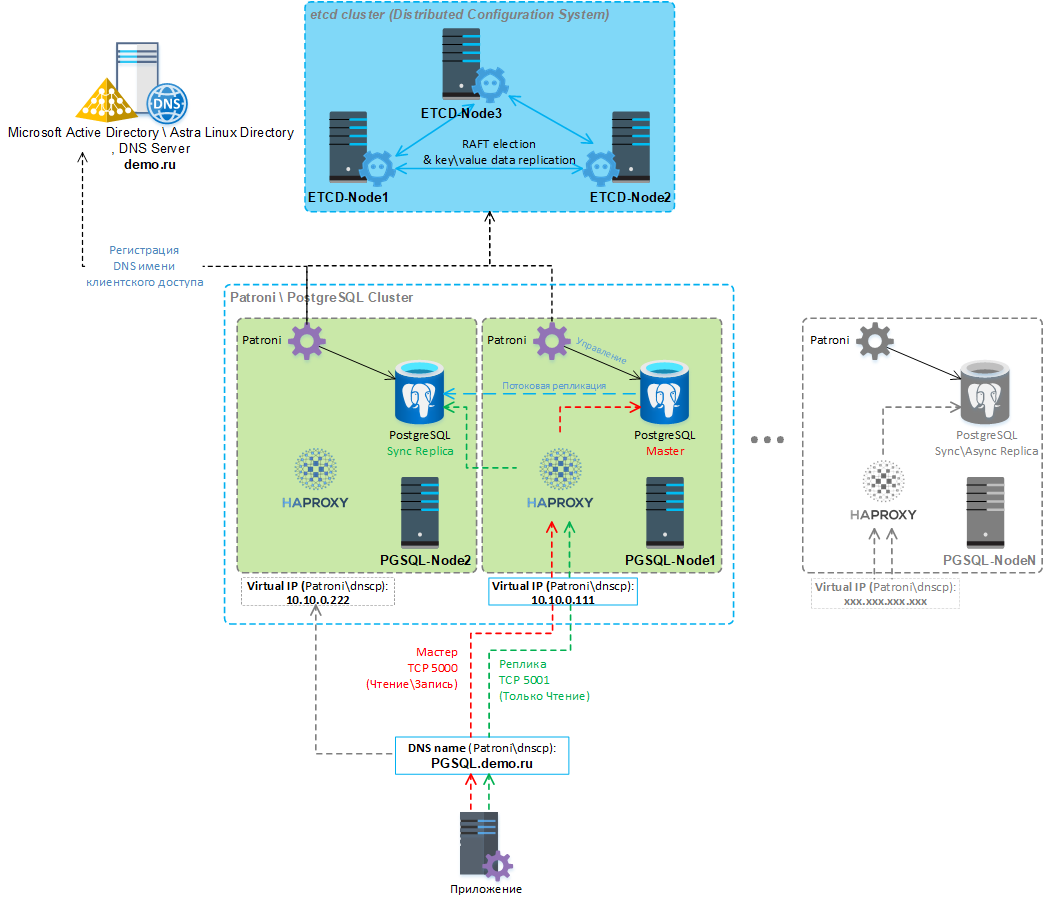 etcd cluster (Distributed Configuration System)
ETCD-Node3
RAFT election
& key\value data replication
ETCD-Node1
ETCD-Node2
DNS
Microsoft Active Directory \ Astra Linux Directory
, DNS Server
demo.ru
Регистрация
DNS имени
клиентского доступа
Patroni \ PostgreSQL Cluster
Patroni
PostgreSQL
Sync Replica
HAPROXY
PGSQL-Node2
Patroni
Управление
Потоковая репликация
PostgreSQL
Master
HAPROXY
PGSQL-Node1
Patroni
PostgreSQL
Sync\Async Replica
HAPROXY
PGSQL-NodeN
Virtual IP (Patroni\dnscp):
10.10.0.222
Virtual IP (Patroni\dnscp):
10.10.0.111
Virtual IP (Patroni\dnscp):
xxx.xxx.xxx.xxx
Мастер
TCP 5000
(Чтение\Запись)
Реплика
TCP 5001
(Только Чтение)
DNS name (Patroni\dnscp):
PGSQL.demo.ru
Приложение